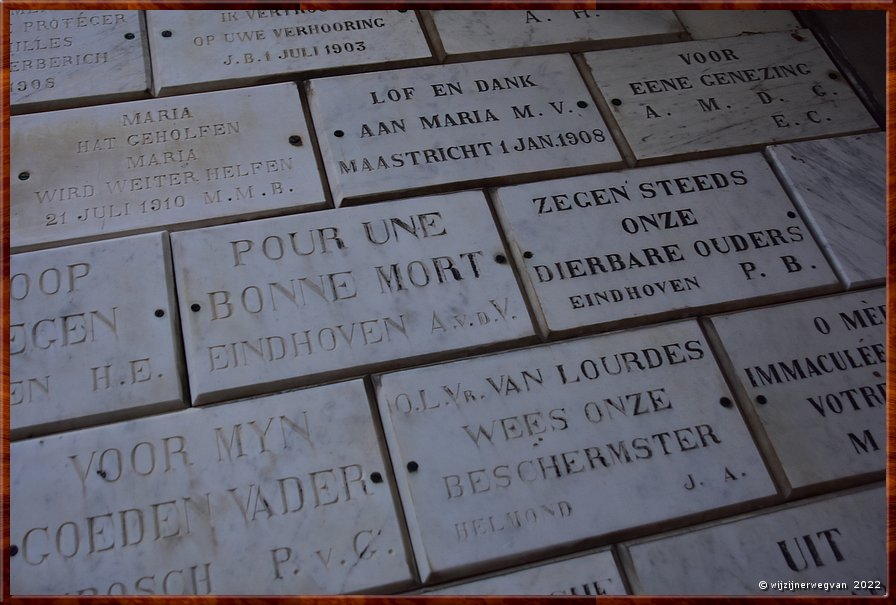 PROTÉGER
ILLES
ERBERICH
1908
OP UWE VERHOORING
J.B. 1 JULI 1903
A. H.
VOOR
EENE GENEZING
A. M. D. G.
E.C.
MARIA
HAT GEHOLFEN
MARIA
WIRD WEITER HELFEN
21 JULI 1910 M.M.B.
LOF EN DANK
AAN MARIA M. V.
MAASTRICHT 1 JAN. 1908
ZEGEN STEEDS
ONZE
DIERBARE OUDERS
EINDHOVEN P. B.
OOP
EGEN
EN H.E.
POUR UNE
BONNE MORT
EINDHOVEN A.v.d.V.
O MÈ
IMMACULÉE
VOTRE
M
VOOR MYN
GOEDEN VADER
BOSCH P. v. G.
O.L.Vr. VAN LOURDES
WEES ONZE
BESCHERMSTER
HELMOND J. A.
UIT
© wijzijnerwegvan 2022